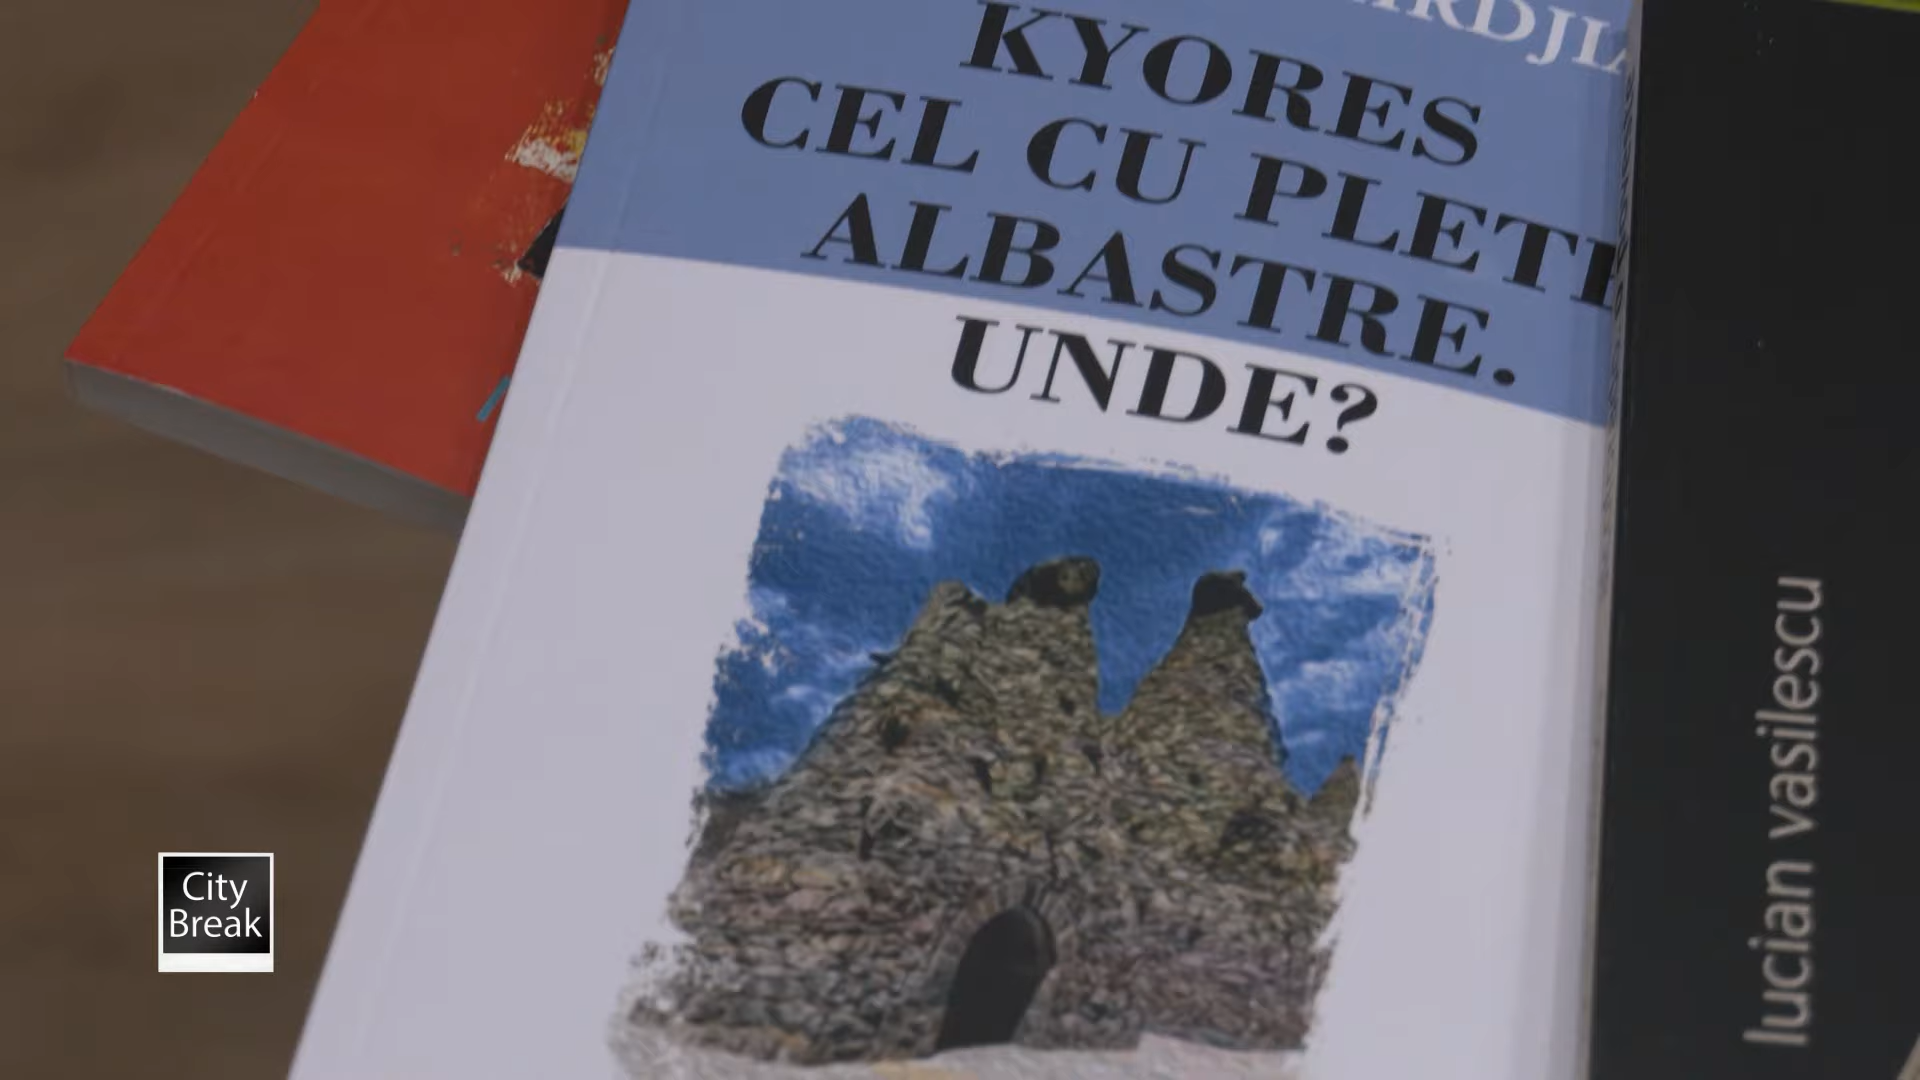 KYORES
CEL CU PLETE
ALBASTRE.
UNDE?
lucian vasilescu
City
Break